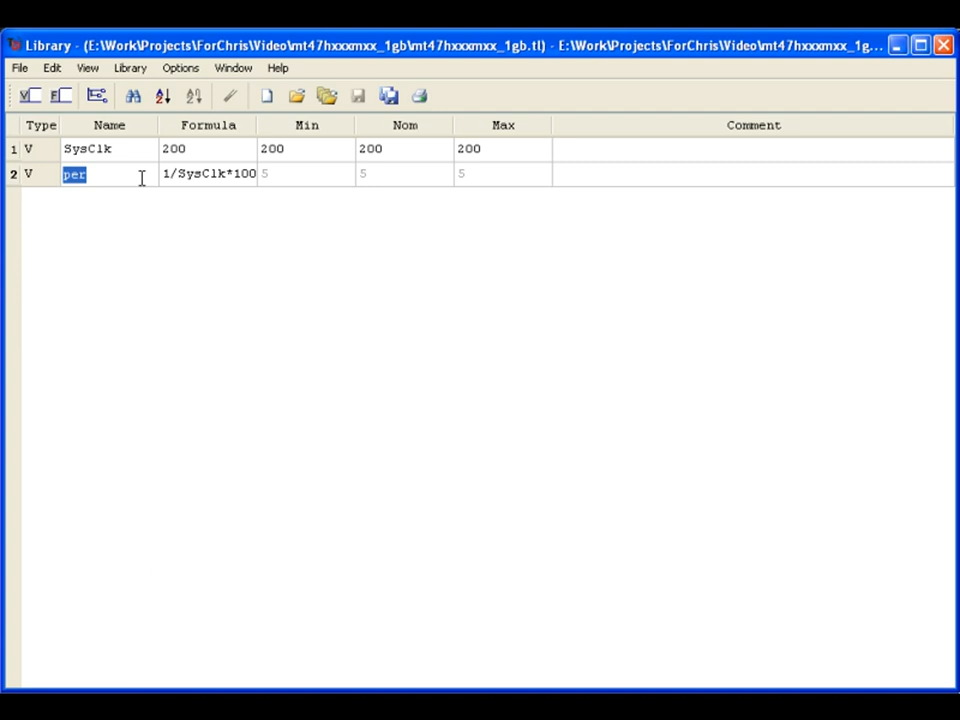 Library - (E:\Work\Projects\ForChris\Video\mt47hxxxmxx_1gb\mt47hxxxmxx_1gb.tl) - E:\Work\Projects\ForChris\Video\mt47hxxxmxx_1g...
File Edit View Library Options Window Help
Type Name Formula Min Nom Max Comment
1 V SysClk 200 200 200 200
2 V per 1/SysClk*100 5 5 5